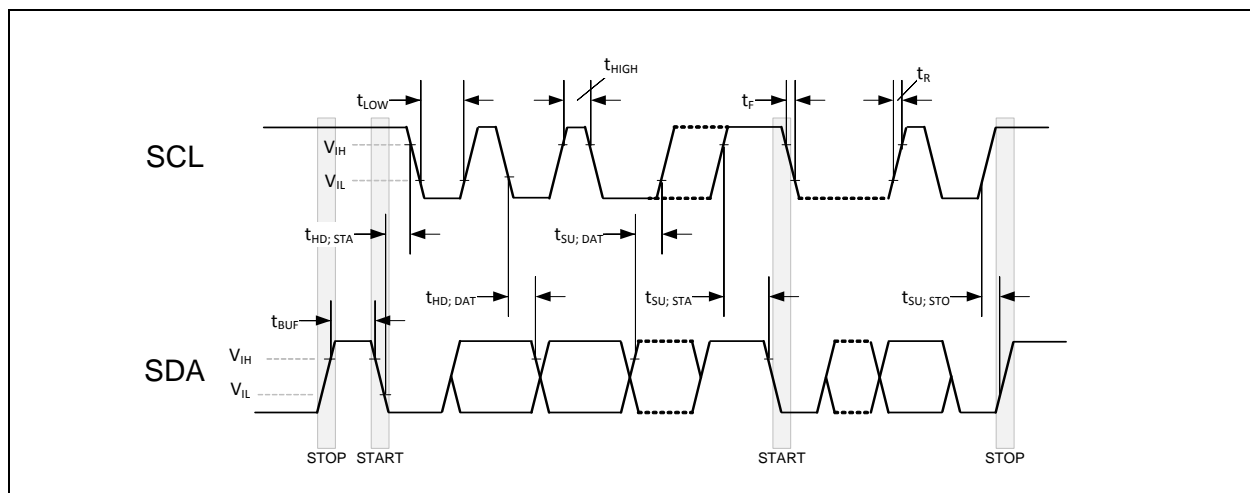 tHIGH
tLOW
tF
tR
SCL
VIH
VIL
tHD; STA
tSU; DAT
tHD; DAT
tSU; STA
tSU; STO
tBUF
SDA
VIH
VIL
STOP
START
START
STOP